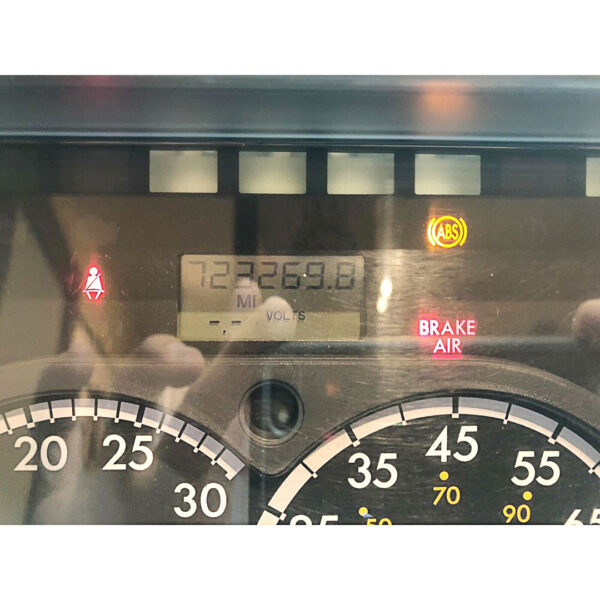 ABS
723269.8
MI
-.- VOLTS
BRAKE
AIR
20 25 30
35 45 55
70 90